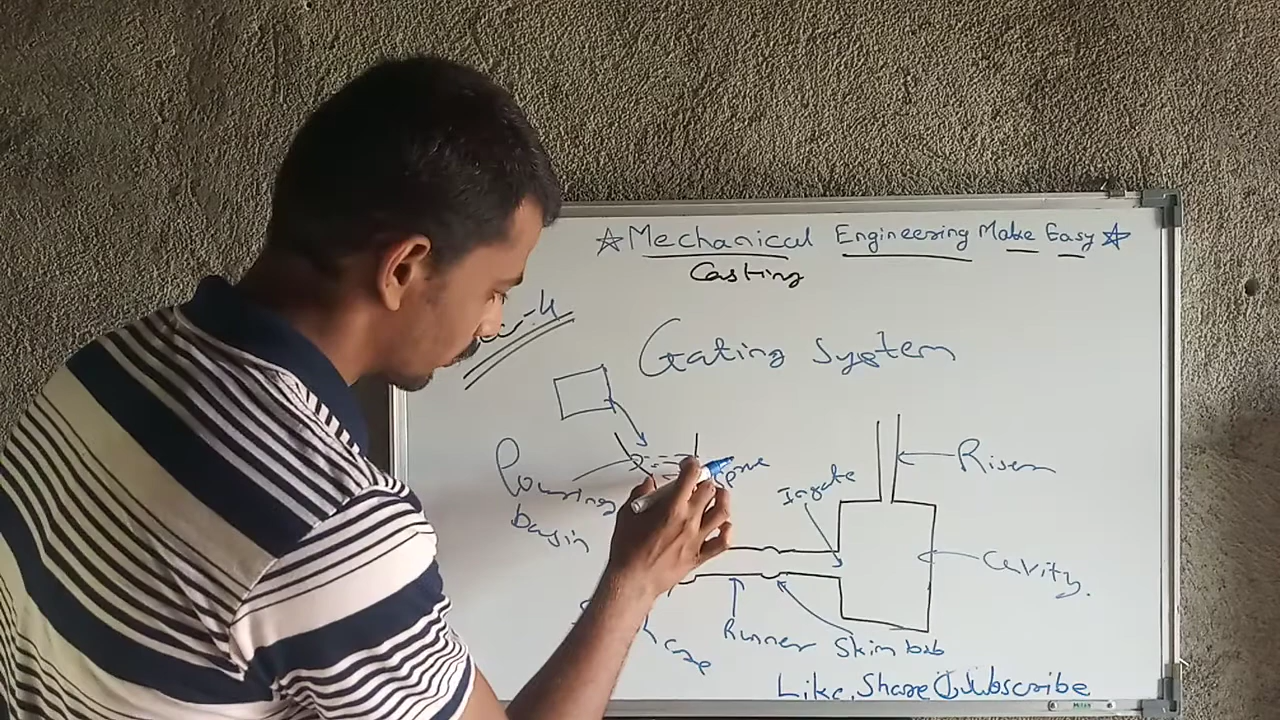 ☆ Mechanical Engineering Make Easy ☆
Casting
Gating System
Pouring
basin
Ingate
Riser
Cavity.
Runner
Skim bob
Like, Share & Subscribe